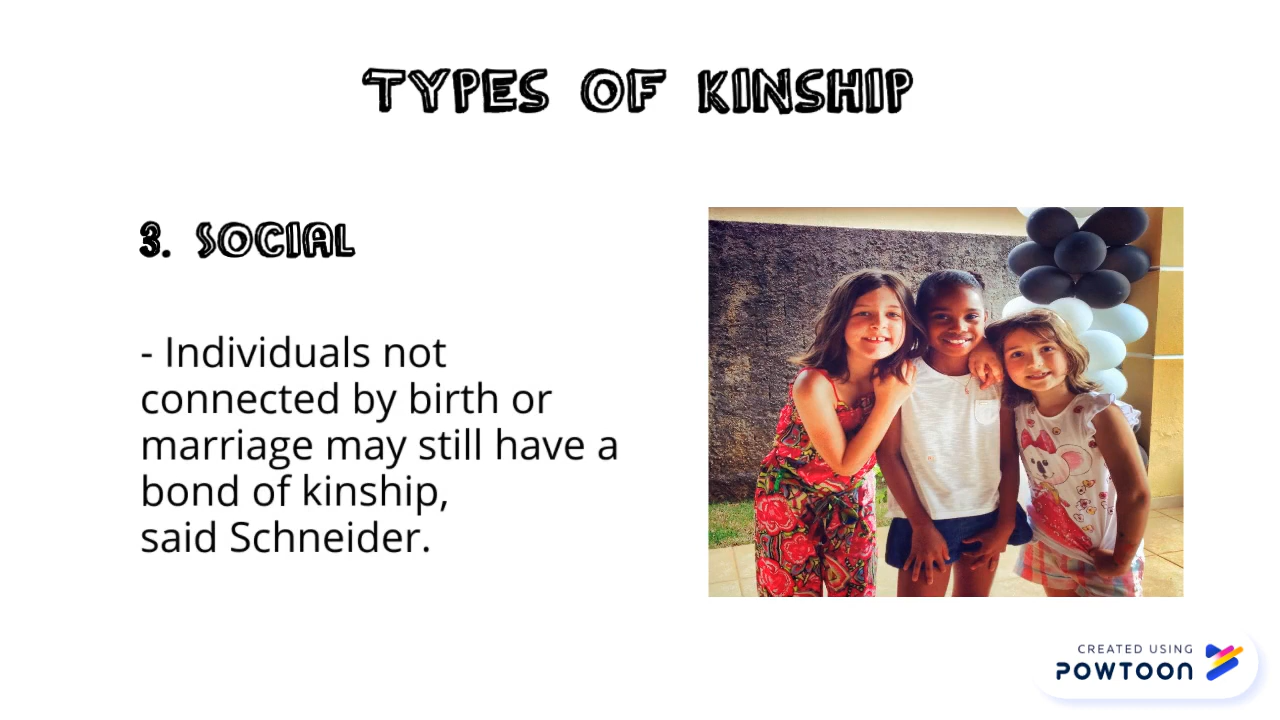 TYPES OF KINSHIP
3. SOCIAL
- Individuals not
connected by birth or
marriage may still have a
bond of kinship,
said Schneider.
CREATED USING
POWTOON